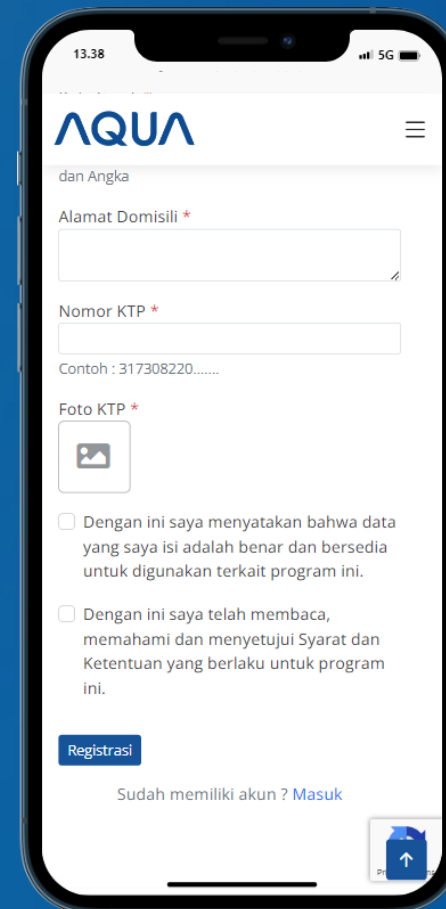 13.38
5G
AQUA
dan Angka
Alamat Domisili *
Nomor KTP *
Contoh : 317308220.......
Foto KTP *
Dengan ini saya menyatakan bahwa data
yang saya isi adalah benar dan bersedia
untuk digunakan terkait program ini.
Dengan ini saya telah membaca,
memahami dan menyetujui Syarat dan
Ketentuan yang berlaku untuk program
ini.
Registrasi
Sudah memiliki akun ? Masuk